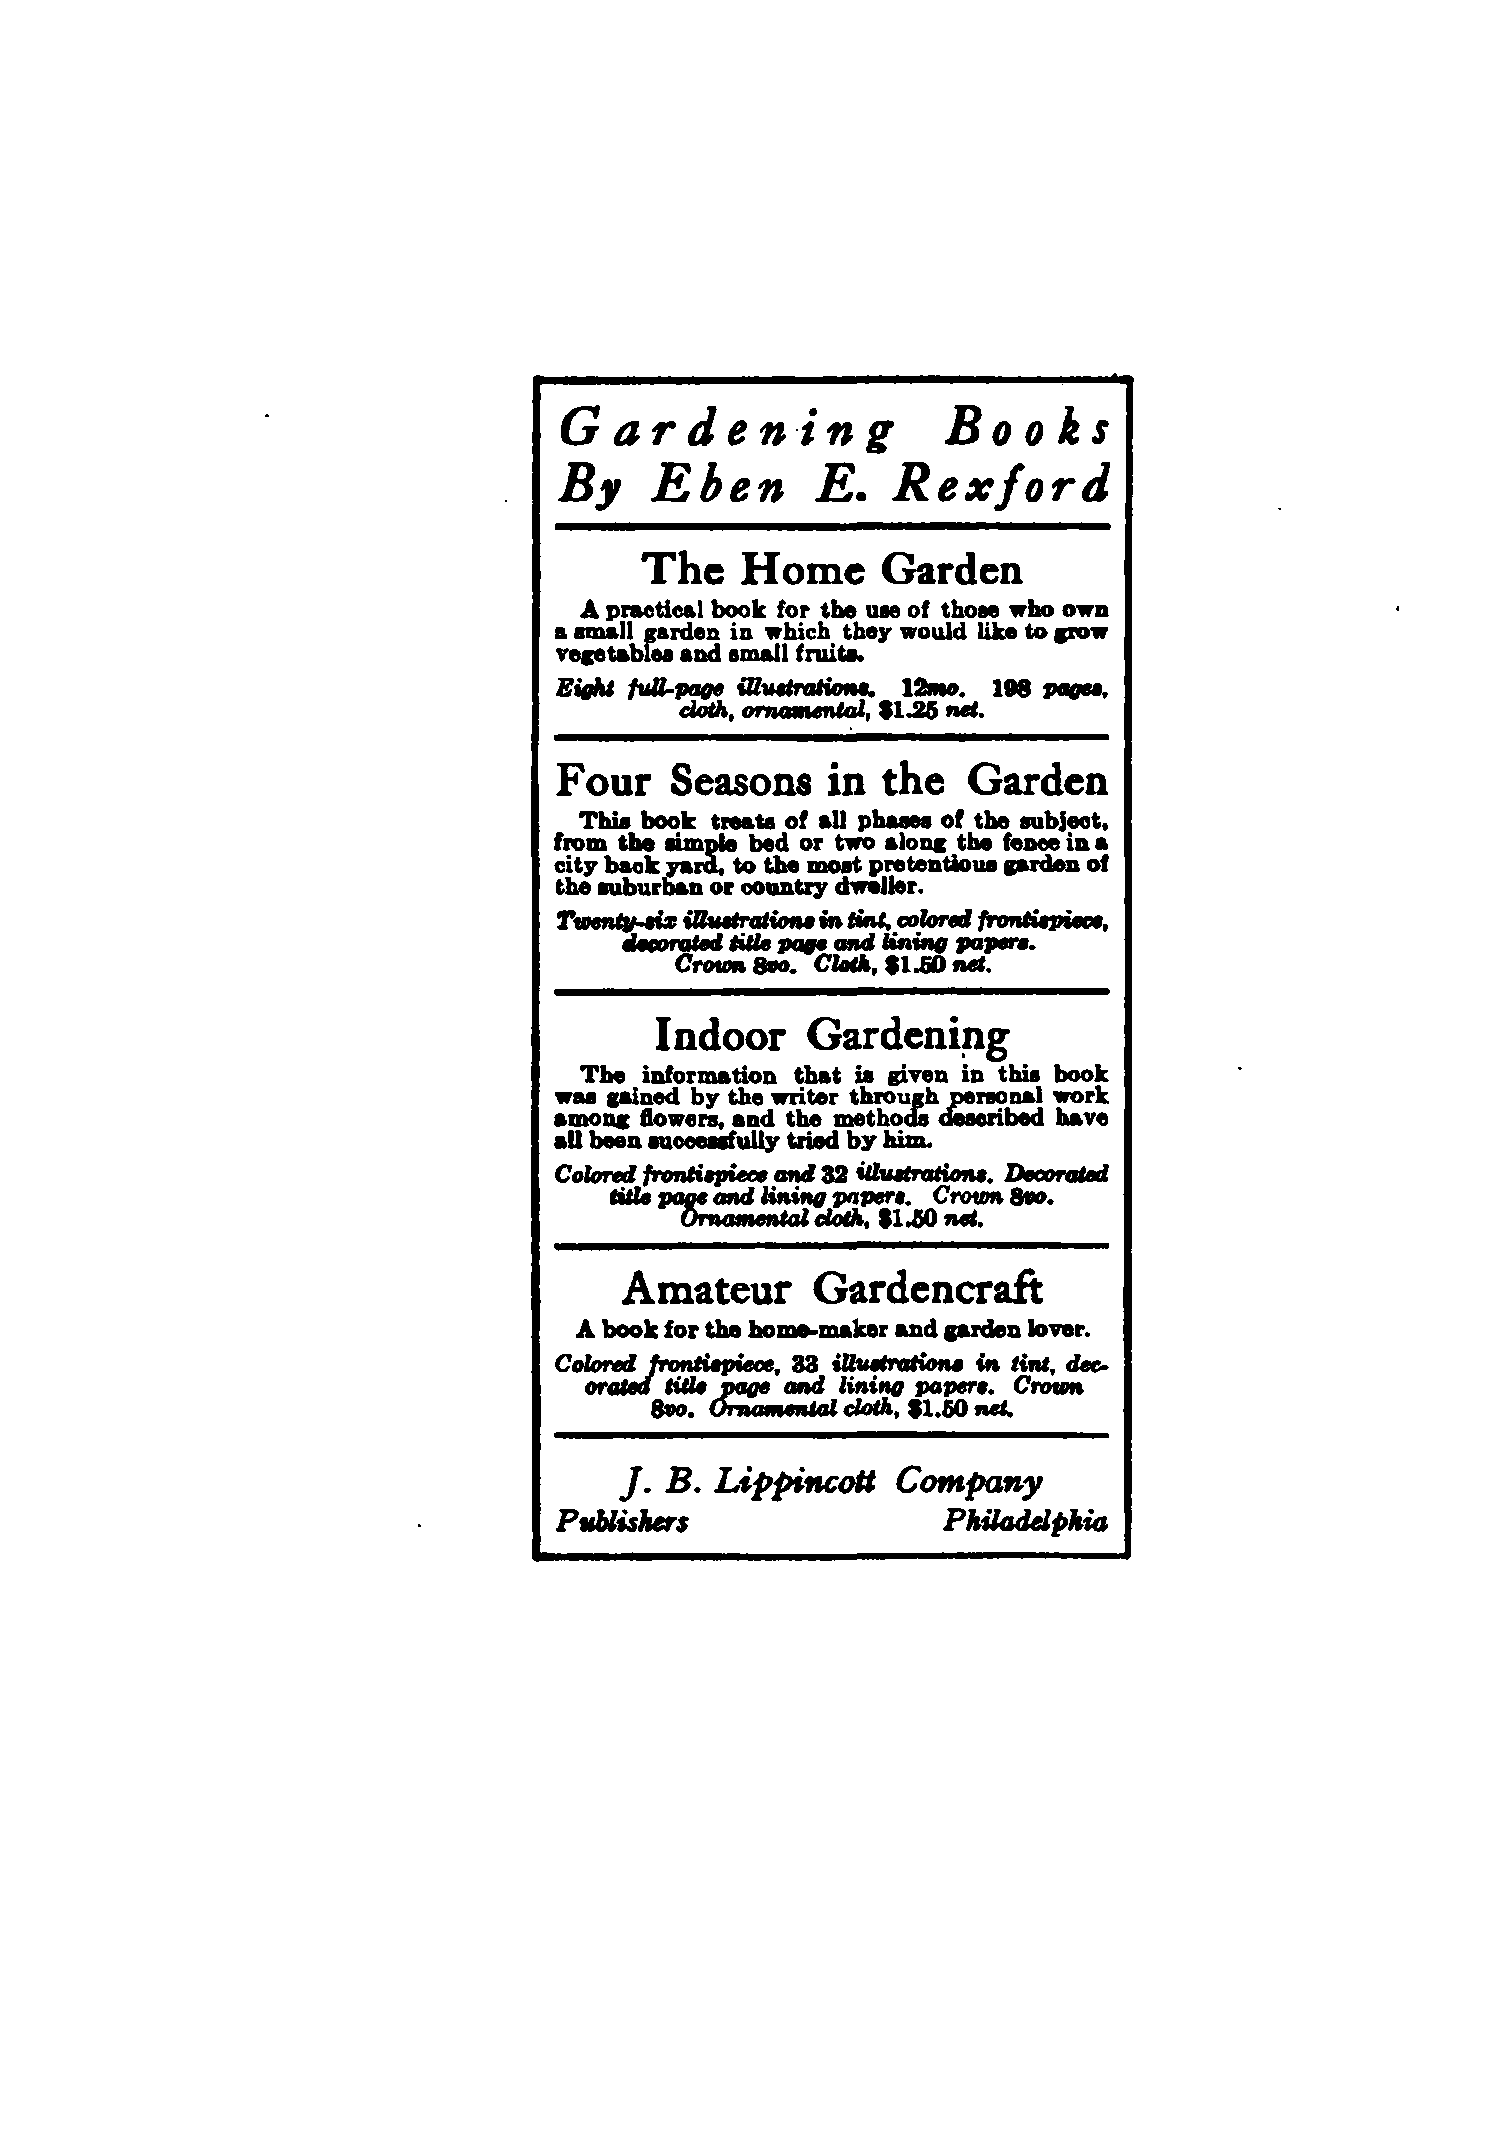 Gardening Books
By Eben E. Rexford
The Home Garden
A practical book for the use of those who own
a small garden in which they would like to grow
vegetables and small fruits.
Eight full-page illustrations. 12mo. 198 pages,
cloth, ornamental, $1.25 net.
Four Seasons in the Garden
This book treats of all phases of the subject,
from the simple bed or two along the fence in a
city back yard, to the most pretentious garden of
the suburban or country dweller.
Twenty-six illustrations in tint, colored frontispiece,
decorated title page and lining papers.
Crown 8vo. Cloth, $1.50 net.
Indoor Gardening
The information that is given in this book
was gained by the writer through personal work
among flowers, and the methods described have
all been successfully tried by him.
Colored frontispiece and 32 illustrations. Decorated
title page and lining papers. Crown 8vo.
Ornamental cloth, $1.50 net.
Amateur Gardencraft
A book for the home-maker and garden lover.
Colored frontispiece, 33 illustrations in tint, dec-
orated title page and lining papers. Crown
8vo. Ornamental cloth, $1.50 net.
J. B. Lippincott Company
Publishers Philadelphia